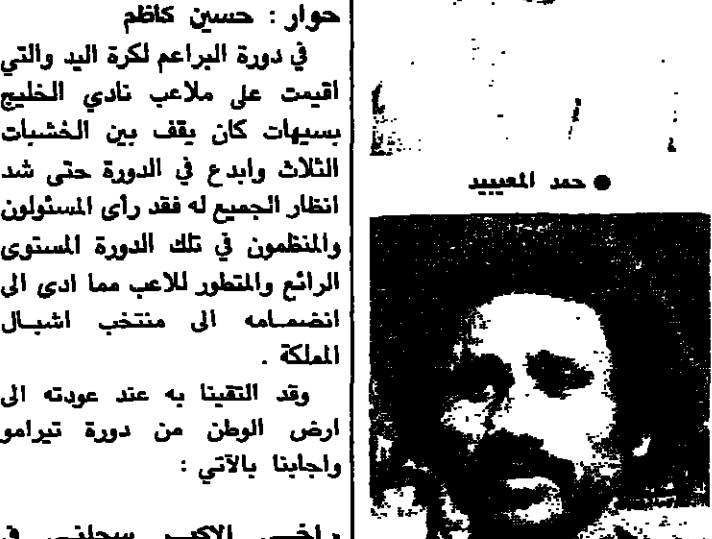 حوار : حسين كاظم
في دورة البراعم لكرة اليد والتي
اقيمت على ملاعب نادي الخليج
بسيهات كان يقف بين الخشبات
الثلاث وابدع في الدورة حتى شد
انظار الجميع له فقد رأى المسئولون
والمنظمون في تلك الدورة المستوى
الرائع والمتطور للاعب مما ادى الى
انضمامه الى منتخب اشبال
المملكة .
وقد التقينا به عند عودته الى
ارض الوطن من دورة تيرامو
واجابنا بالآتي :
● حمد المعيبيد